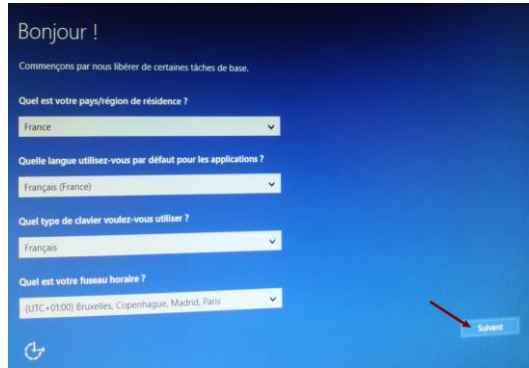 Bonjour !
Commençons par nous libérer de certaines tâches de base.
Quel est votre pays/région de résidence ?
France
Quelle langue utilisez-vous par défaut pour les applications ?
Français (France)
Quel type de clavier voulez-vous utiliser ?
Français
Quel est votre fuseau horaire ?
(UTC+01:00) Bruxelles, Copenhague, Madrid, Paris
Suivant